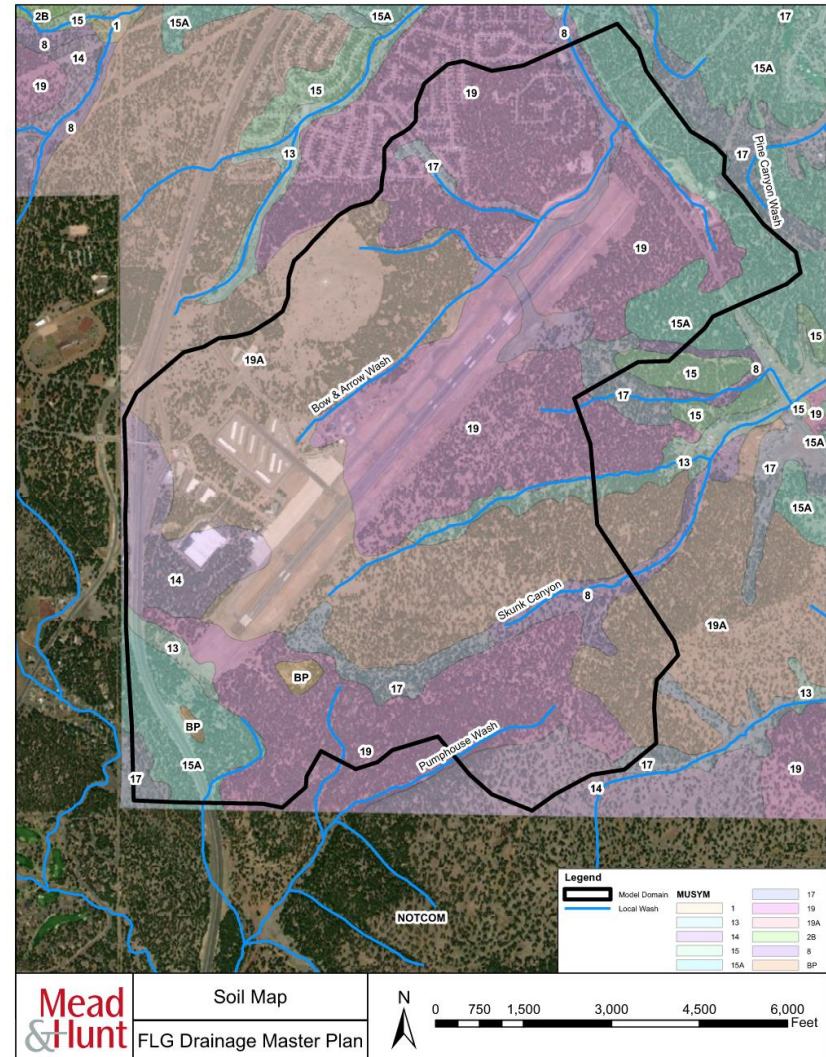 2B
15
15A
15A
17
1
8
8
14
15A
19
19
15
8
13
17
17
Pine Canyon Wash
19
15A
15
19A
Bow & Arrow Wash
15
8
17
15
15
19
19
15A
13
17
15A
14
Skunk Canyon
8
19A
13
BP
17
13
BP
19
Pumphouse Wash
15A
17
17
14
19
NOTCOM
Legend
Model Domain
Local Wash
MUSYM
1
13
14
15
15A
17
19
19A
2B
8
BP
Mead
&Hunt
Soil Map
FLG Drainage Master Plan
N
0 750 1,500 3,000 4,500 6,000
Feet